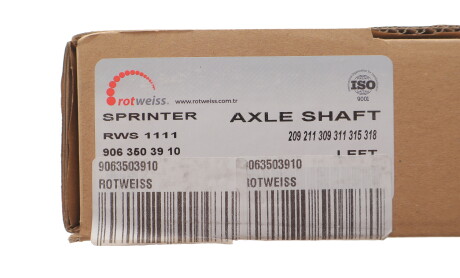 rotweiss.
www.rotweiss.com.tr
ISO
9001
SPRINTER
AXLE SHAFT
RWS 1111
209 211 309 311 315 318
906 350 39 10
LEFT
9063503910
9063503910
ROTWEISS
ROTWEISS